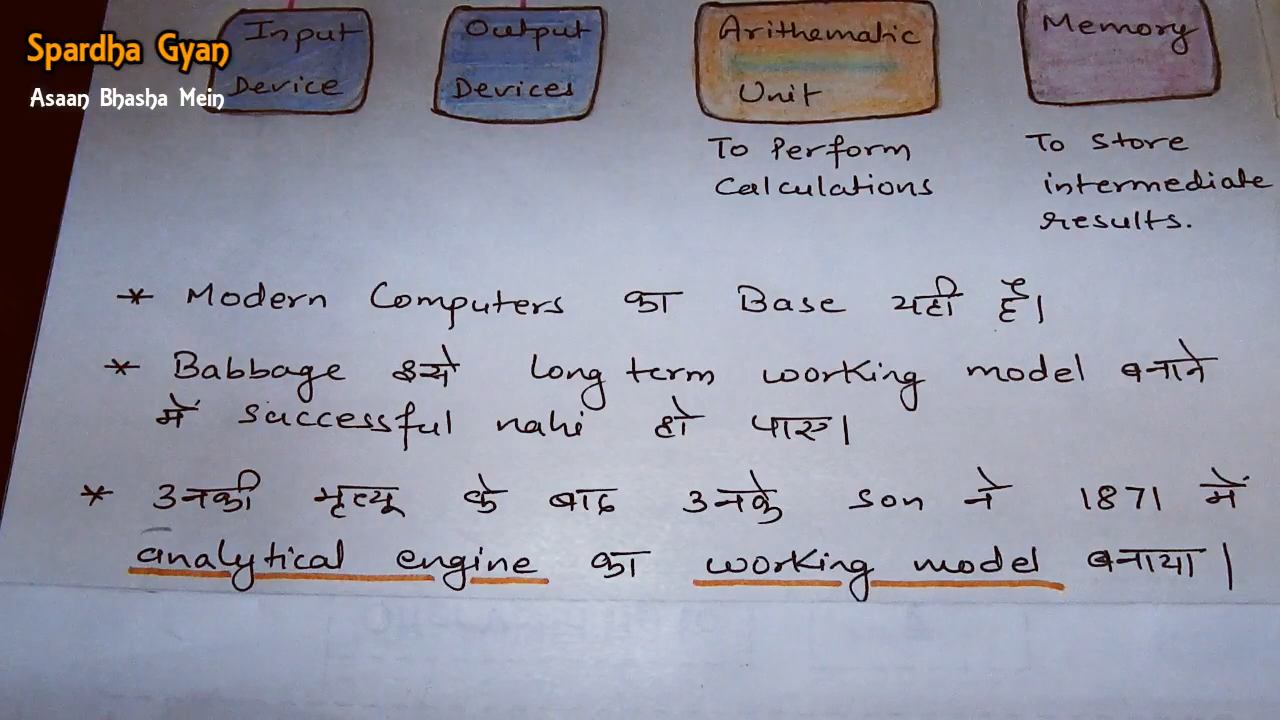 Spardha Gyan
Asaan Bhasha Mein
Input
Device
Output
Devices
Arithematic
Unit
Memory
To Perform
Calculations
To store
intermediate
results.
* Modern Computers का Base यही है।
* Babbage इसे long term working model बनाने
में successful nahi हो पाए।
* उनकी मृत्यू के बाद उनके son ने 1871 में
analytical engine का working model बनाया।